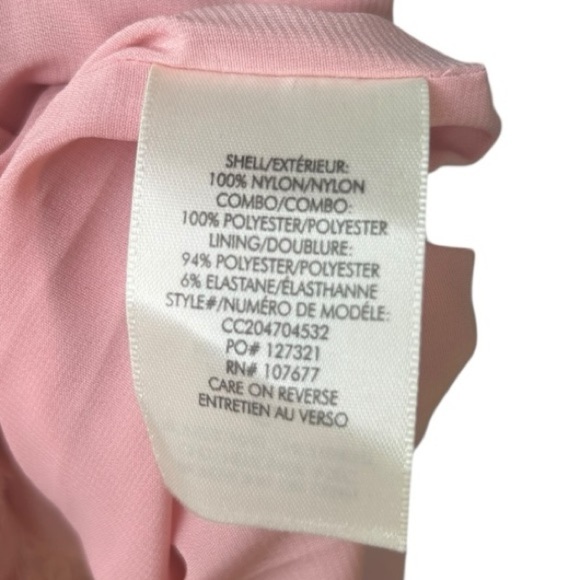 SHELL/EXTÉRIEUR:
100% NYLON/NYLON
COMBO/COMBO:
100% POLYESTER/POLYESTER
LINING/DOUBLURE:
94% POLYESTER/POLYESTER
6% ELASTANE/ÉLASTHANNE
STYLE#/NUMÉRO DE MODÉLE:
CC204704532
PO# 127321
RN# 107677
CARE ON REVERSE
ENTRETIEN AU VERSO